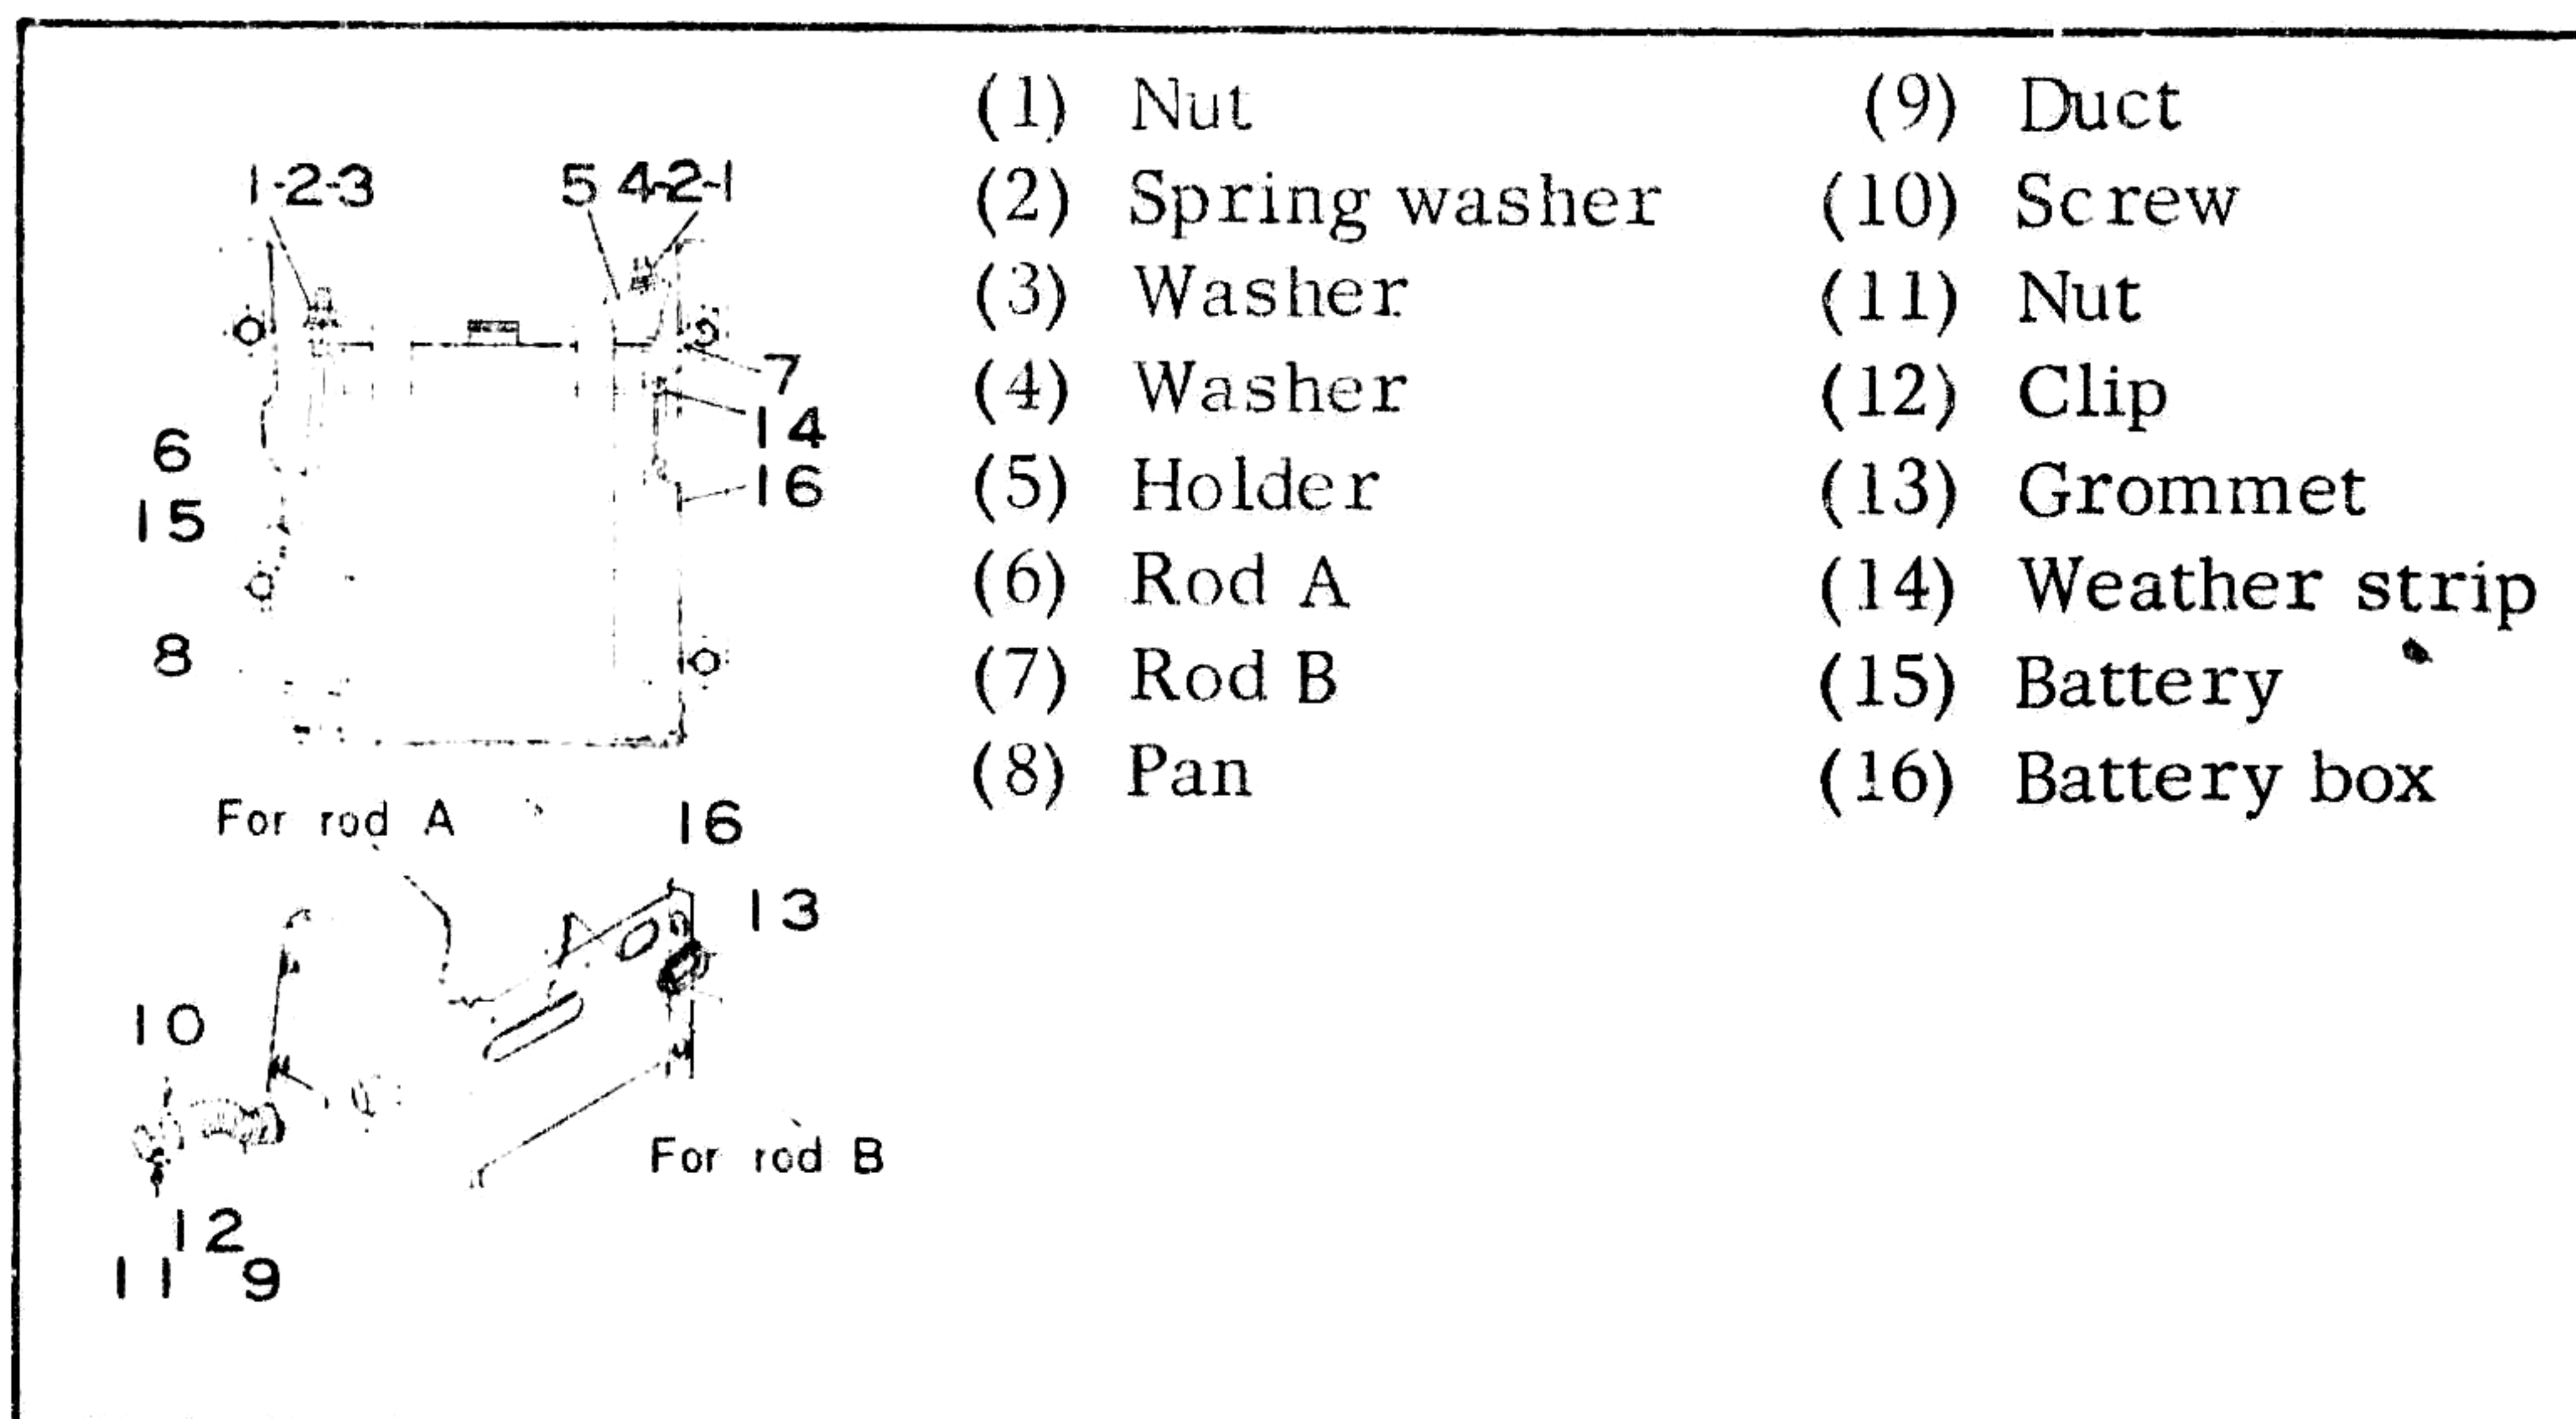 1-2-3
5 4-2-1
7
14
16
6
15
8
For rod A
16
13
10
For rod B
12
11 9
(1) Nut
(2) Spring washer
(3) Washer
(4) Washer
(5) Holder
(6) Rod A
(7) Rod B
(8) Pan
(9) Duct
(10) Screw
(11) Nut
(12) Clip
(13) Grommet
(14) Weather strip
(15) Battery
(16) Battery box